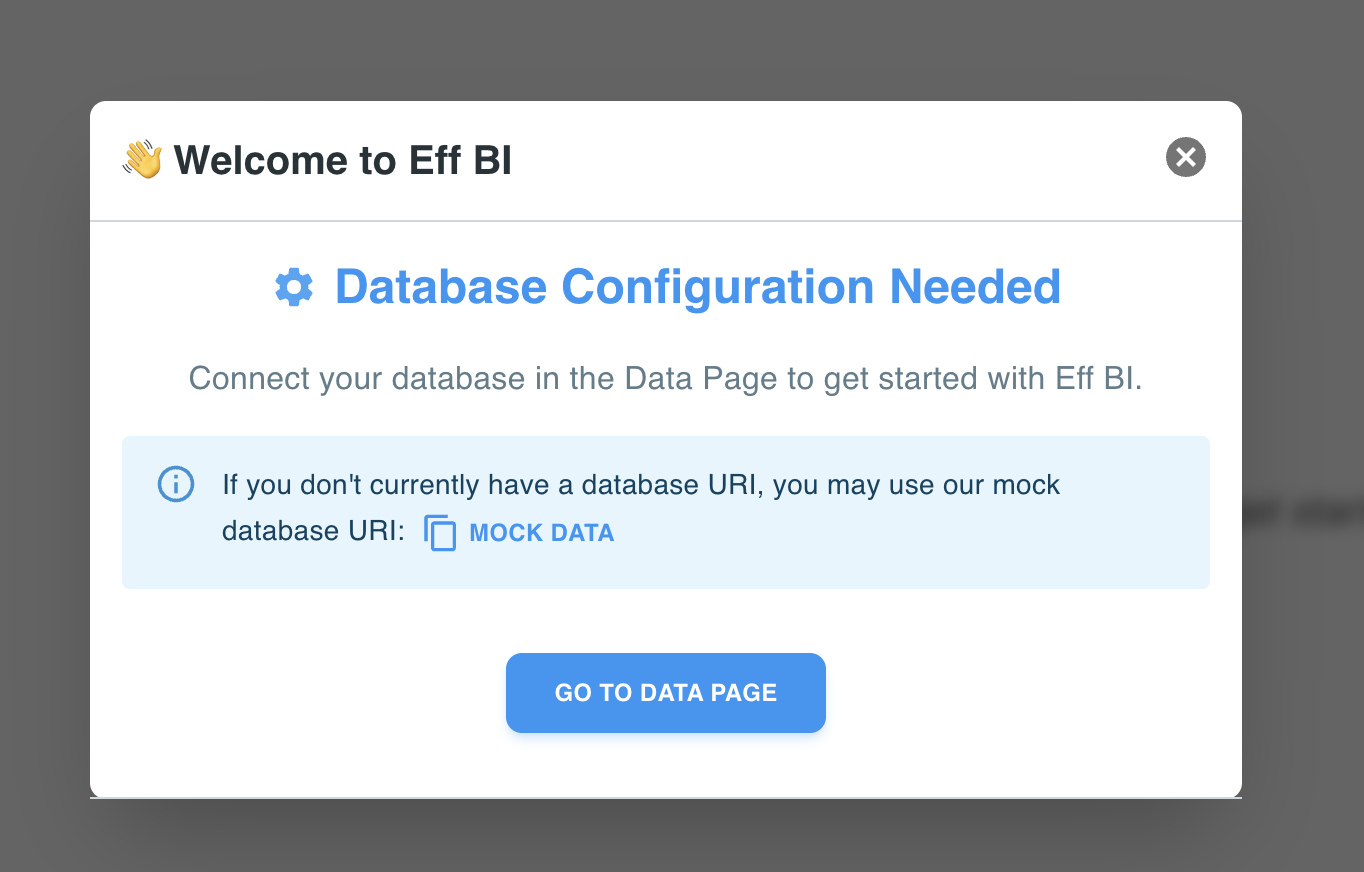 👋 Welcome to Eff BI
Database Configuration Needed
Connect your database in the Data Page to get started with Eff BI.
If you don't currently have a database URI, you may use our mock
database URI: MOCK DATA
GO TO DATA PAGE